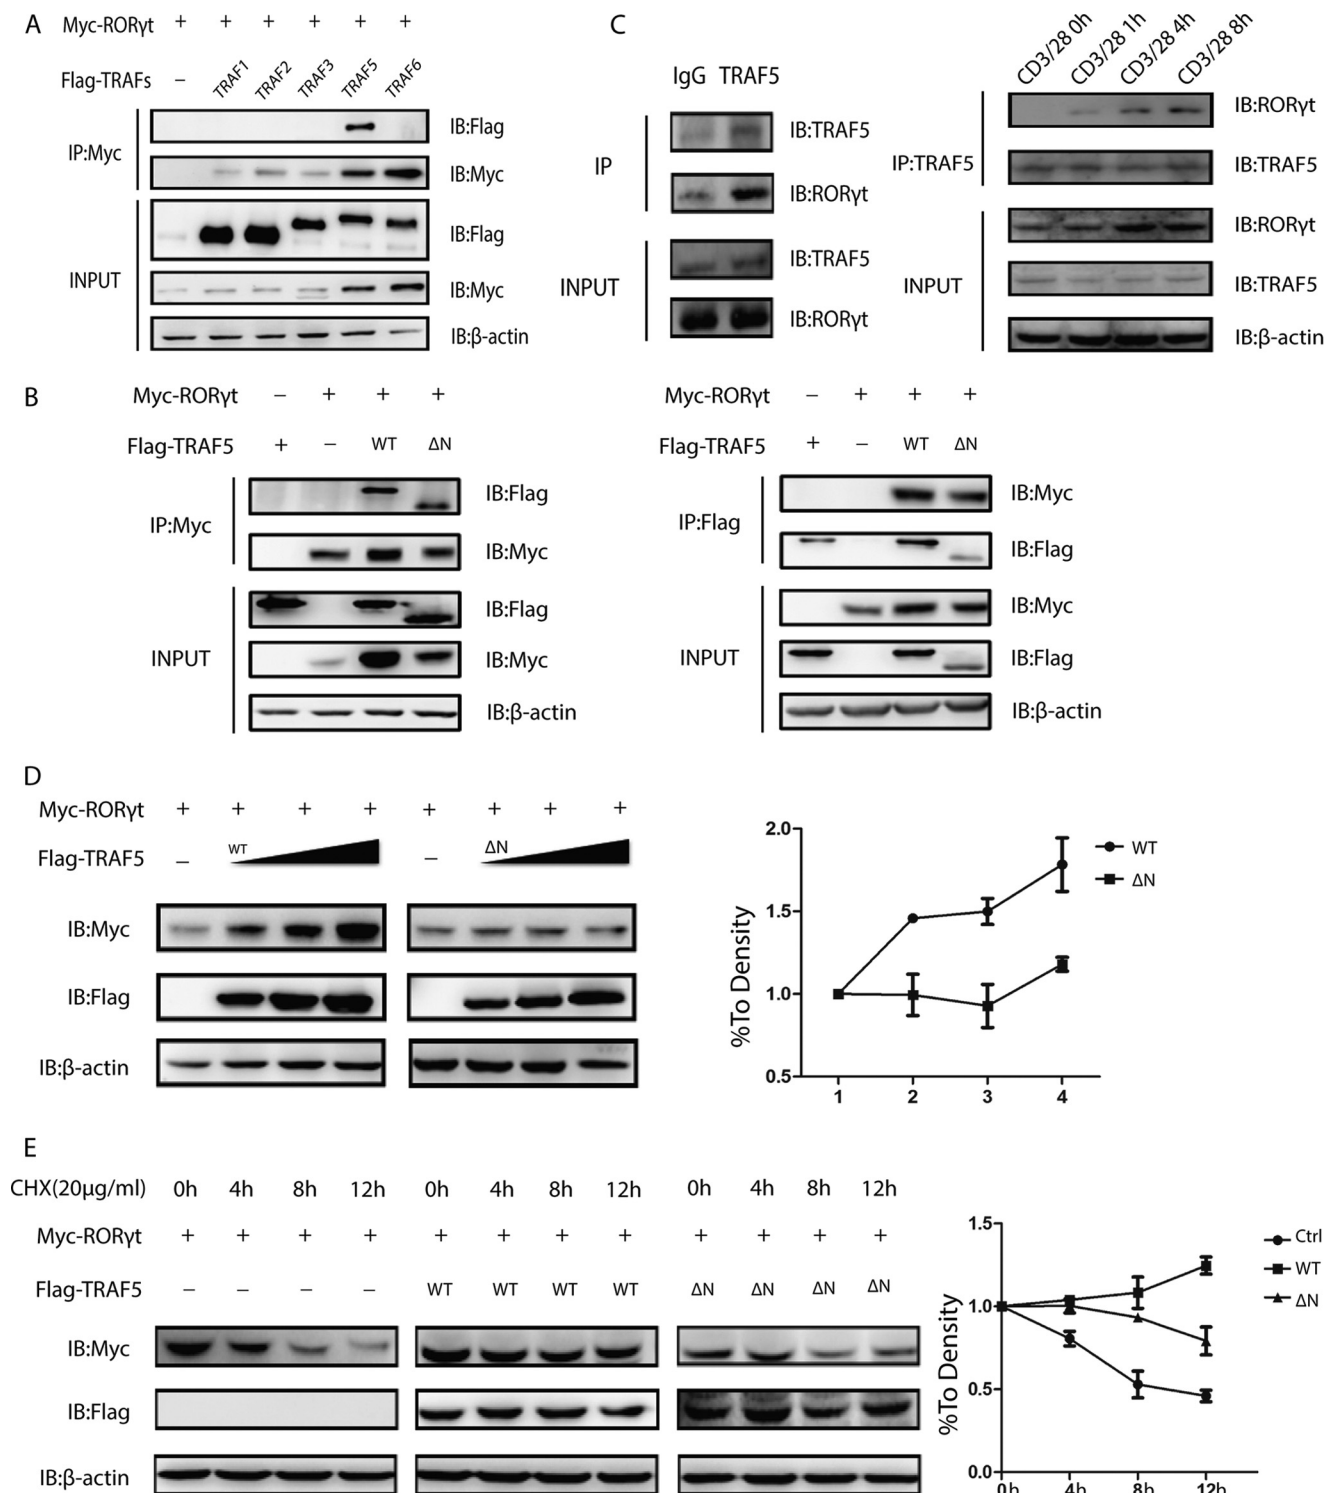 A
Myc-RORγt + + + + + +
Flag-TRAFs – TRAF1 TRAF2 TRAF3 TRAF5 TRAF6
IP:Myc
IB:Flag
IB:Myc
INPUT
IB:Flag
IB:Myc
IB:β-actin
C
IgG TRAF5
IP
IB:TRAF5
IB:RORγt
INPUT
IB:TRAF5
IB:RORγt
CD3/28 0h CD3/28 1h CD3/28 4h CD3/28 8h
IP:TRAF5
IB:RORγt
IB:TRAF5
INPUT
IB:RORγt
IB:TRAF5
IB:β-actin
B
Myc-RORγt – + + +
Flag-TRAF5 + – WT ΔN
IP:Myc
IB:Flag
IB:Myc
INPUT
IB:Flag
IB:Myc
IB:β-actin
Myc-RORγt – + + +
Flag-TRAF5 + – WT ΔN
IP:Flag
IB:Myc
IB:Flag
INPUT
IB:Myc
IB:Flag
IB:β-actin
D
Myc-RORγt + + + + + + + +
Flag-TRAF5 – WT – ΔN
IB:Myc
IB:Flag
IB:β-actin
%To Density
2.0
1.5
1.0
0.5
1 2 3 4
WT
ΔN
E
CHX(20μg/ml) 0h 4h 8h 12h 0h 4h 8h 12h 0h 4h 8h 12h
Myc-RORγt + + + + + + + + + + + +
Flag-TRAF5 – – – – WT WT WT WT ΔN ΔN ΔN ΔN
IB:Myc
IB:Flag
IB:β-actin
%To Density
1.5
1.0
0.5
0.0
0h 4h 8h 12h
Ctrl
WT
ΔN